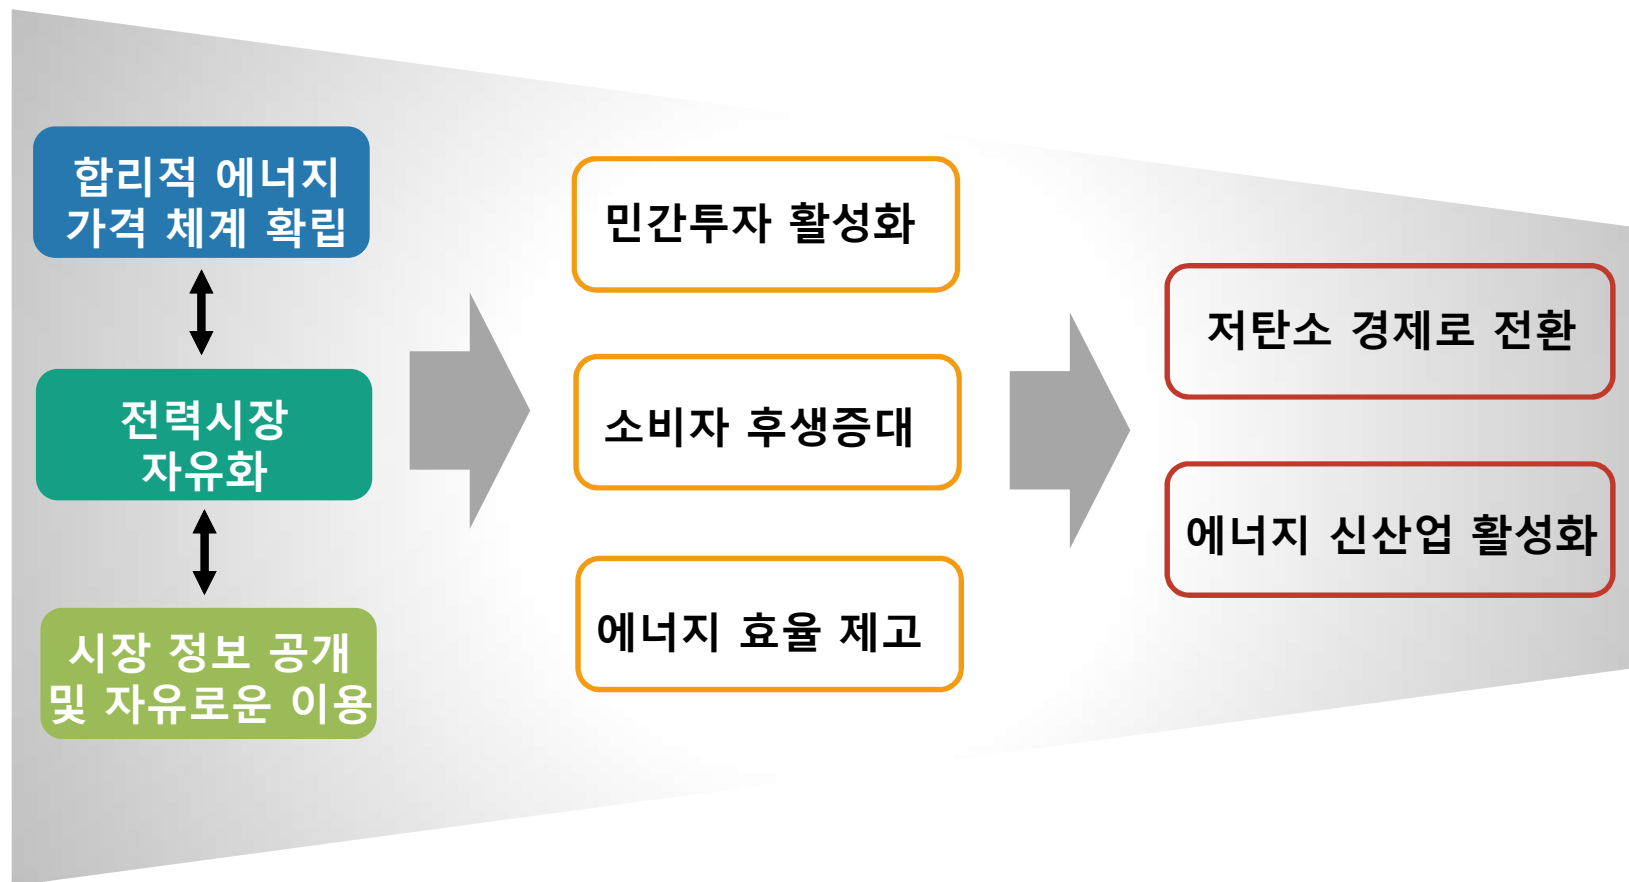 합리적 에너지
가격 체계 확립
전력시장
자유화
시장 정보 공개
및 자유로운 이용
민간투자 활성화
소비자 후생증대
에너지 효율 제고
저탄소 경제로 전환
에너지 신산업 활성화